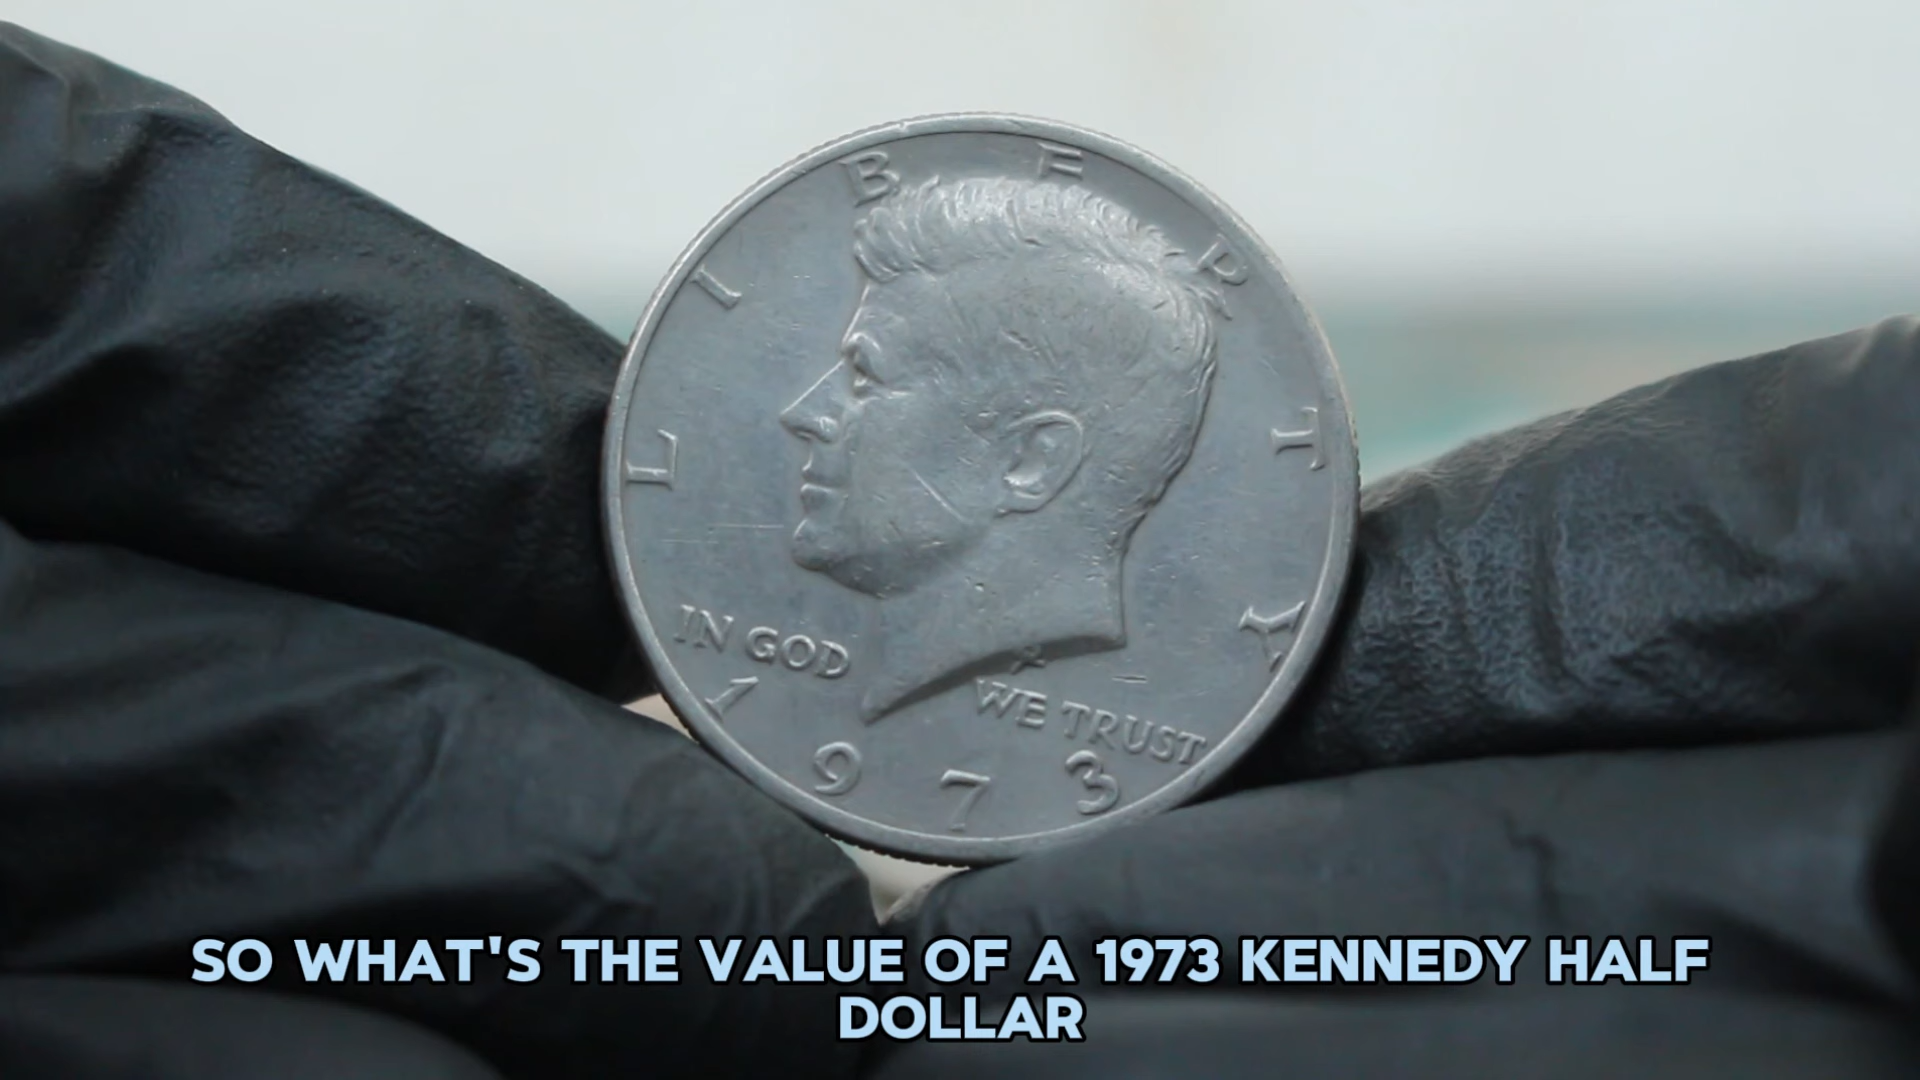 LIBERTY
IN GOD
WE TRUST
1973
SO WHAT'S THE VALUE OF A 1973 KENNEDY HALF
DOLLAR